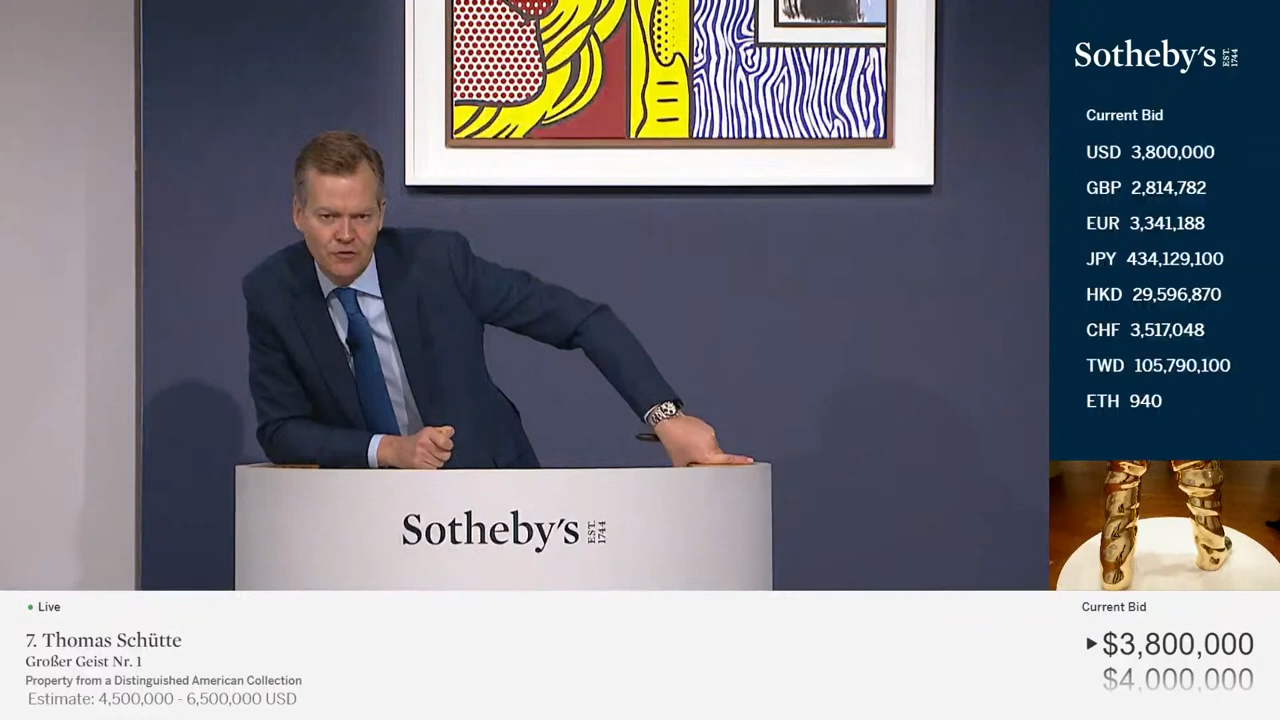 Sotheby's EST. 1744
Current Bid
USD 3,800,000
GBP 2,814,782
EUR 3,341,188
JPY 434,129,100
HKD 29,596,870
CHF 3,517,048
TWD 105,790,100
ETH 940
Sotheby's EST. 1744
Live
7. Thomas Schütte
Großer Geist Nr. 1
Property from a Distinguished American Collection
Estimate: 4,500,000 - 6,500,000 USD
Current Bid
$3,800,000
$4,000,000